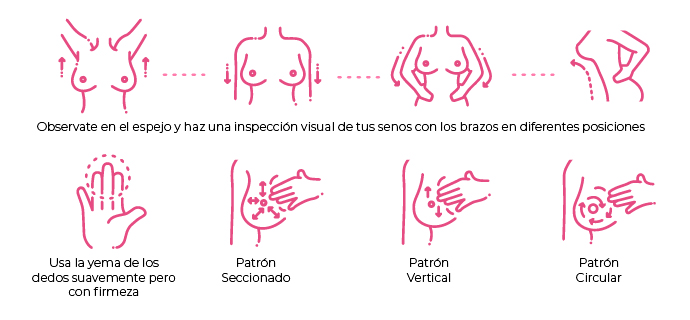 Observate en el espejo y haz una inspección visual de tus senos con los brazos en diferentes posiciones
Usa la yema de los
dedos suavemente pero
con firmeza
Patrón
Seccionado
Patrón
Vertical
Patrón
Circular